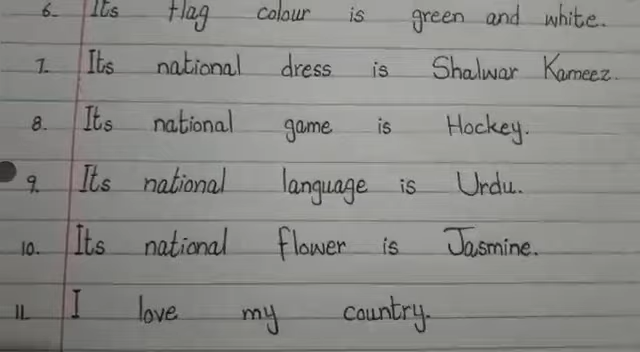 6. Its flag colour is green and white.
7. Its national dress is Shalwar Kameez.
8. Its national game is Hockey.
9. Its national language is Urdu.
10. Its national flower is Jasmine.
11. I love my country.